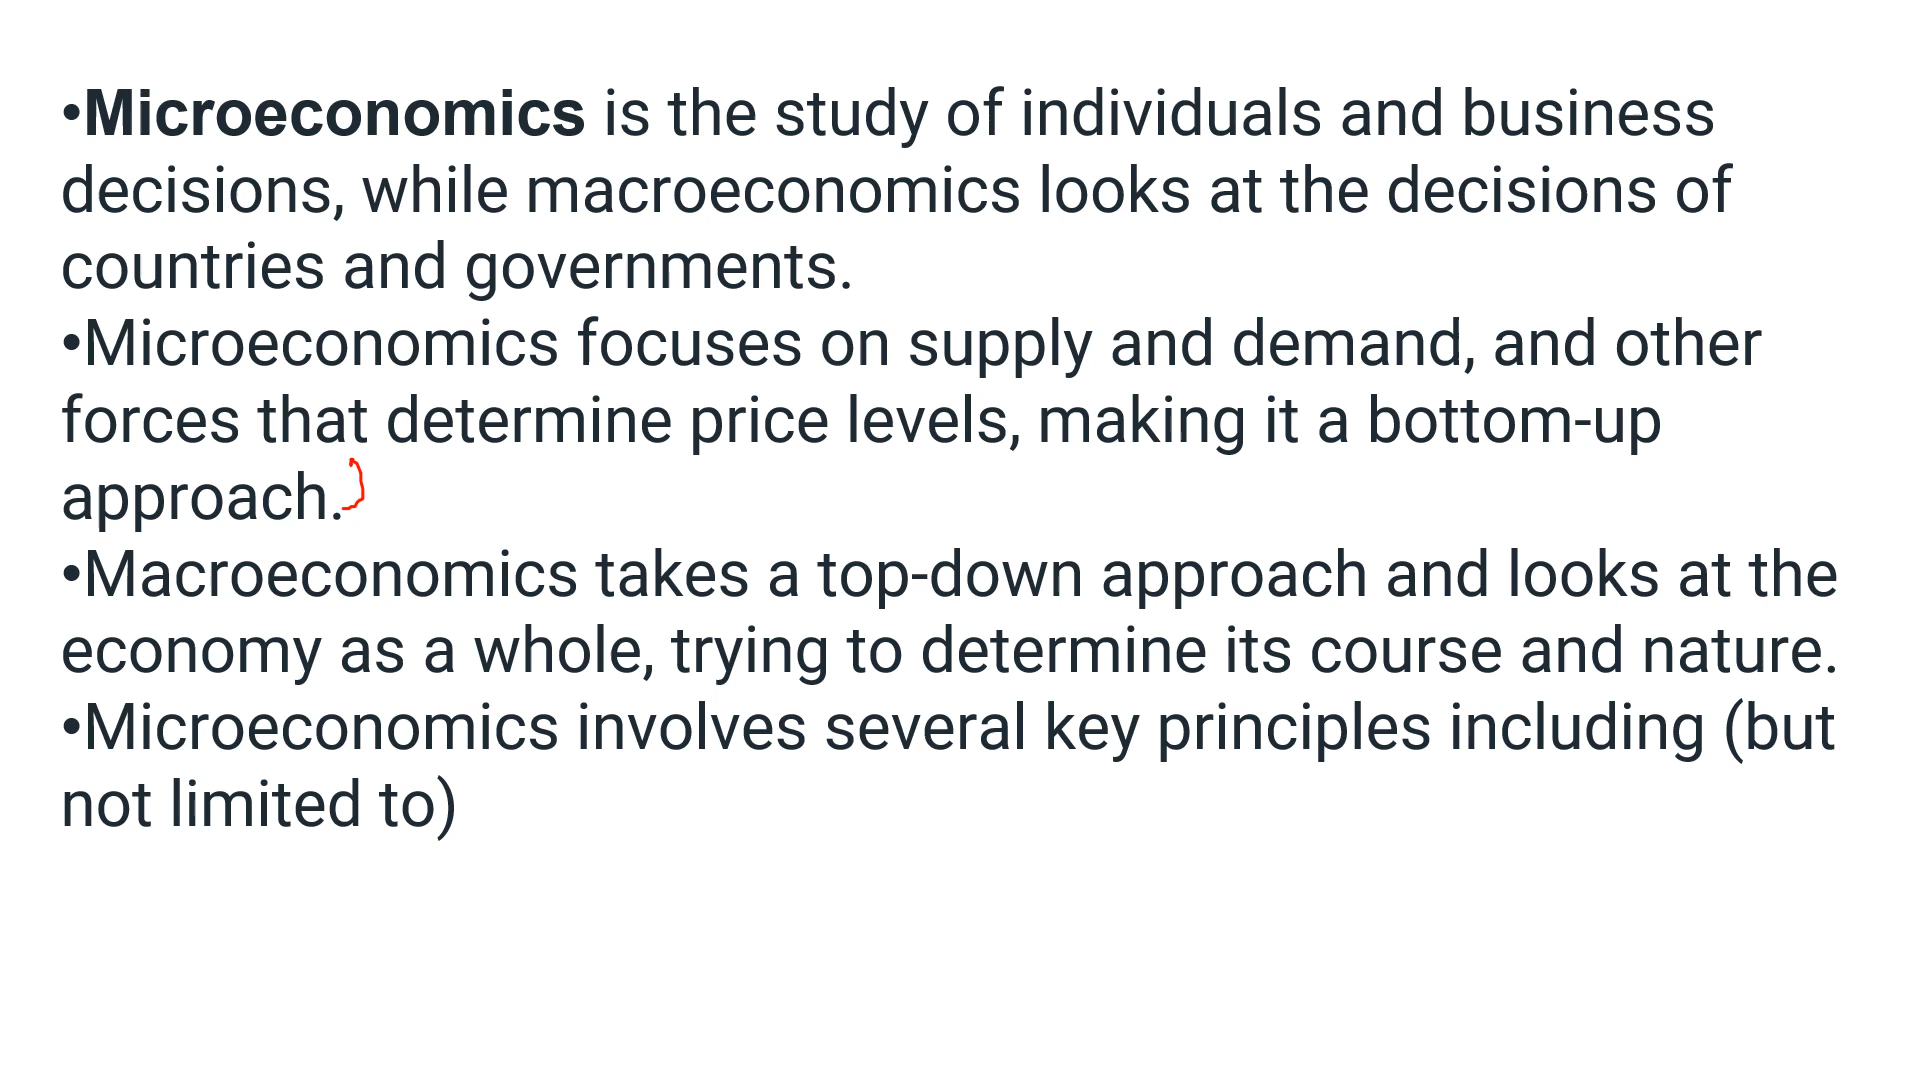 •Microeconomics is the study of individuals and business
decisions, while macroeconomics looks at the decisions of
countries and governments.
•Microeconomics focuses on supply and demand, and other
forces that determine price levels, making it a bottom-up
approach.
•Macroeconomics takes a top-down approach and looks at the
economy as a whole, trying to determine its course and nature.
•Microeconomics involves several key principles including (but
not limited to)